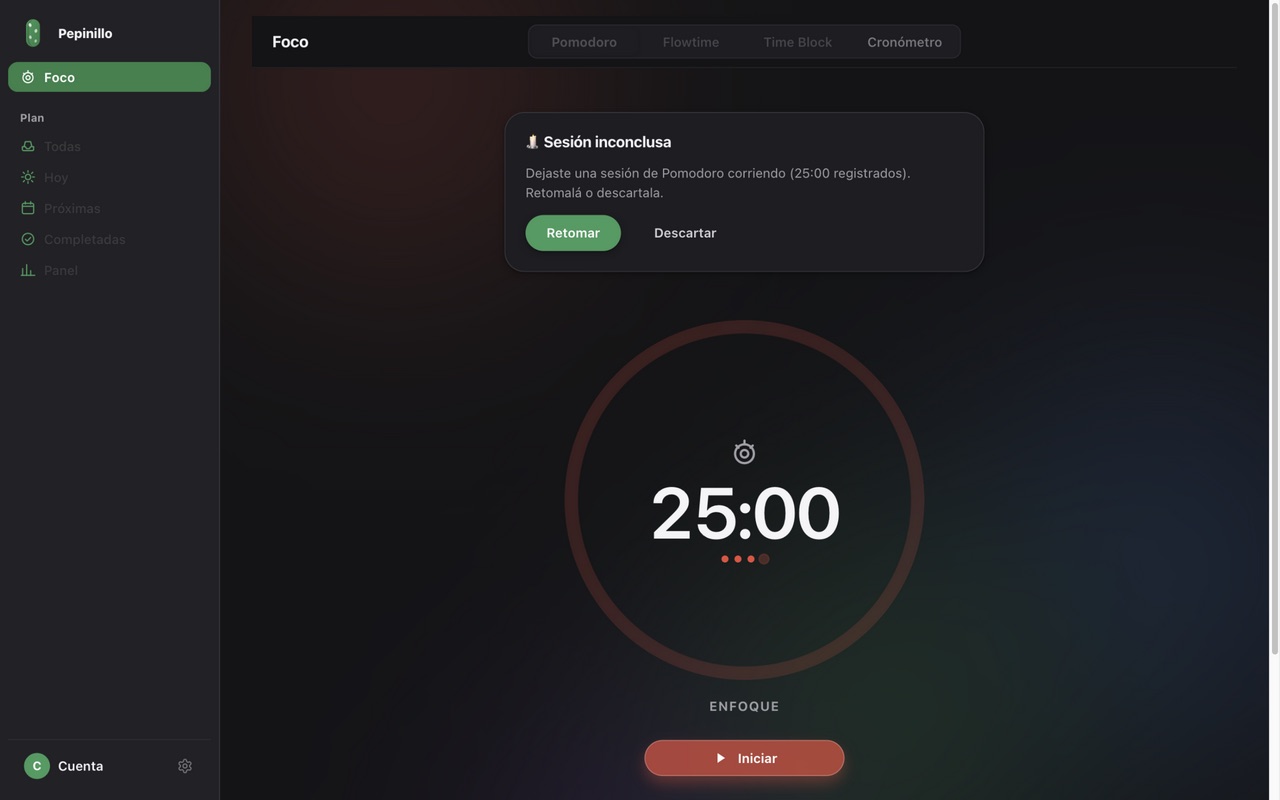 Pepinillo
Foco
Plan
Todas
Hoy
Próximas
Completadas
Panel
C Cuenta
Foco
Pomodoro Flowtime Time Block Cronómetro
Sesión inconclusa
Dejaste una sesión de Pomodoro corriendo (25:00 registrados).
Retomalá o descartala.
Retomar Descartar
25:00
ENFOQUE
Iniciar